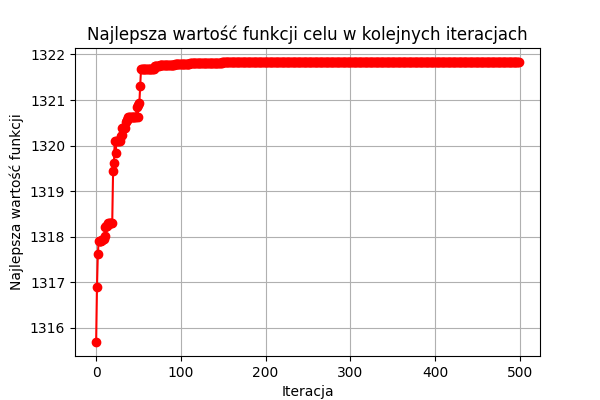 Najlepsza wartość funkcji celu w kolejnych iteracjach
Najlepsza wartość funkcji
1322
1321
1320
1319
1318
1317
1316
0 100 200 300 400 500
Iteracja